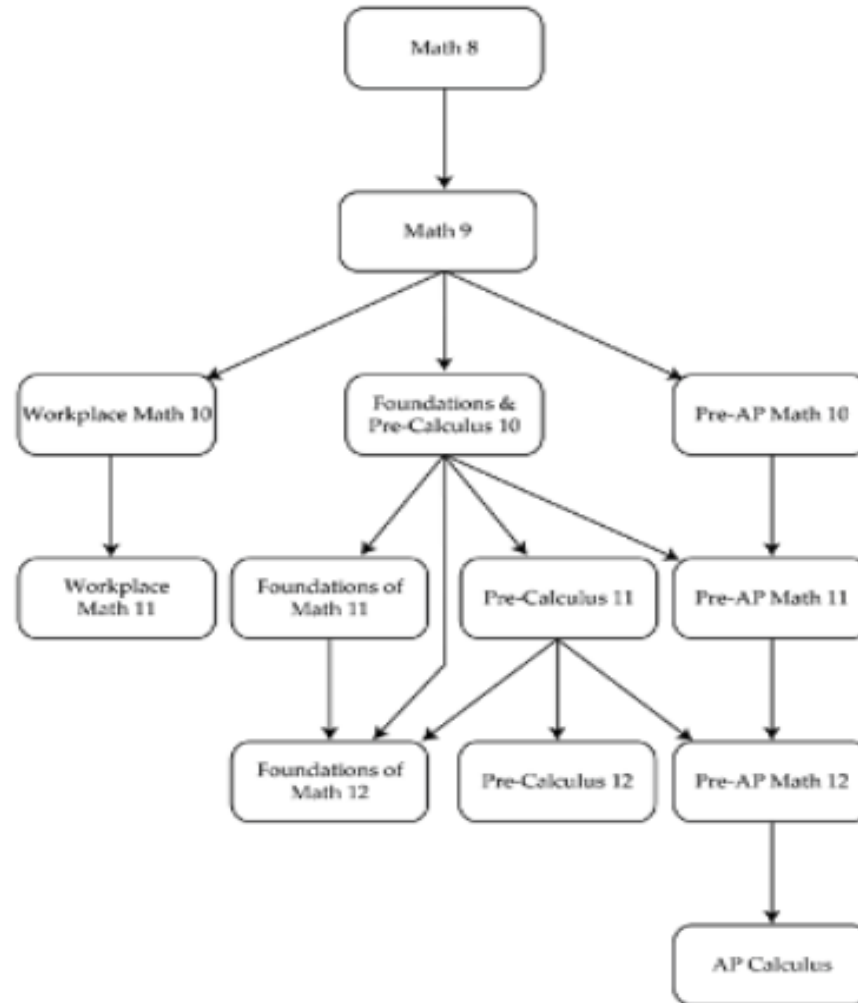 Math 8
Math 9
Workplace Math 10
Foundations &
Pre-Calculus 10
Pre-AP Math 10
Workplace
Math 11
Foundations of
Math 11
Pre-Calculus 11
Pre-AP Math 11
Foundations of
Math 12
Pre-Calculus 12
Pre-AP Math 12
AP Calculus